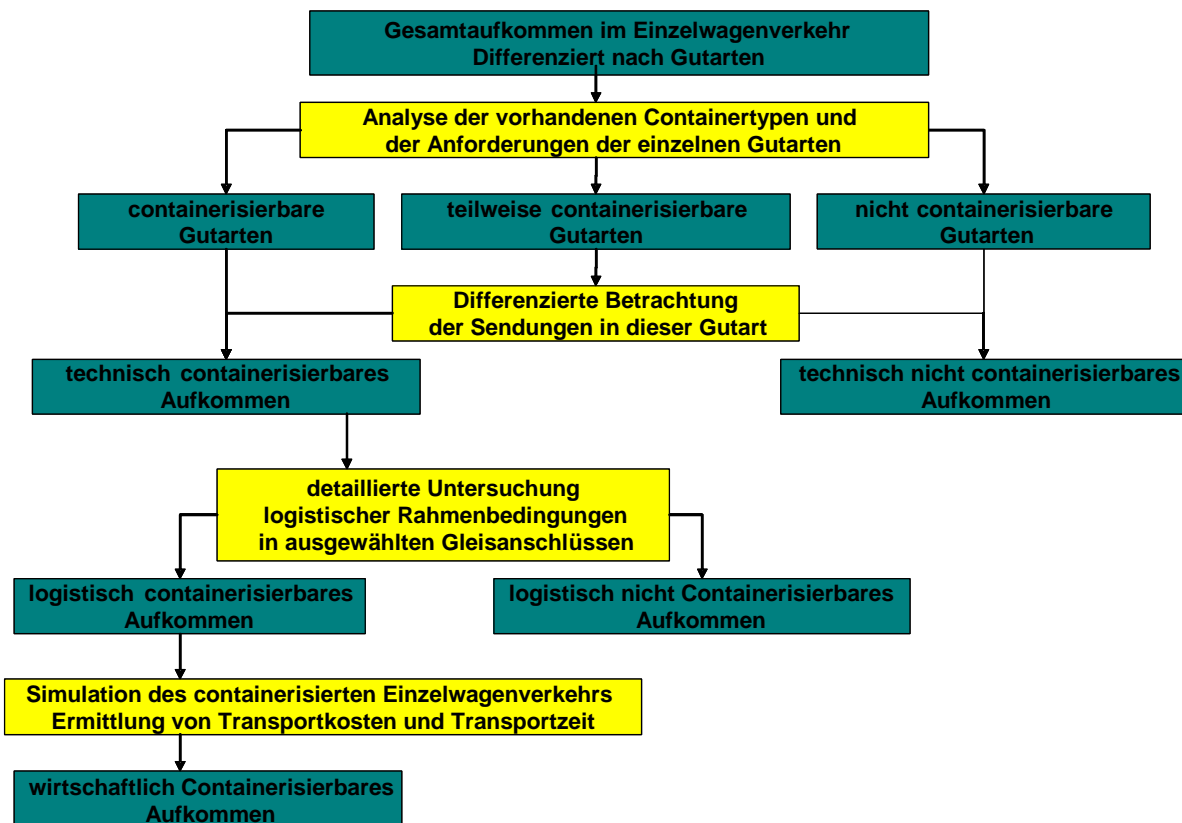 Gesamtaufkommen im Einzelwagenverkehr
Differenziert nach Gutarten
Analyse der vorhandenen Containertypen und
der Anforderungen der einzelnen Gutarten
containerisierbare
Gutarten
teilweise containerisierbare
Gutarten
nicht containerisierbare
Gutarten
Differenzierte Betrachtung
der Sendungen in dieser Gutart
technisch containerisierbares
Aufkommen
technisch nicht containerisierbares
Aufkommen
detaillierte Untersuchung
logistischer Rahmenbedingungen
in ausgewählten Gleisanschlüssen
logistisch containerisierbares
Aufkommen
logistisch nicht Containerisierbares
Aufkommen
Simulation des containerisierten Einzelwagenverkehrs
Ermittlung von Transportkosten und Transportzeit
wirtschaftlich Containerisierbares
Aufkommen